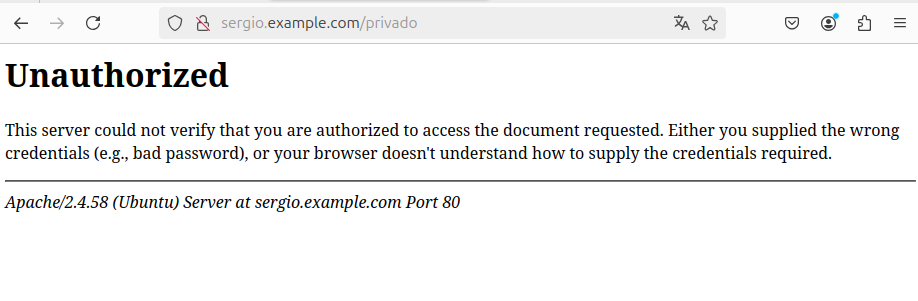 sergio.example.com/privado
Unauthorized
This server could not verify that you are authorized to access the document requested. Either you supplied the wrong
credentials (e.g., bad password), or your browser doesn't understand how to supply the credentials required.
Apache/2.4.58 (Ubuntu) Server at sergio.example.com Port 80